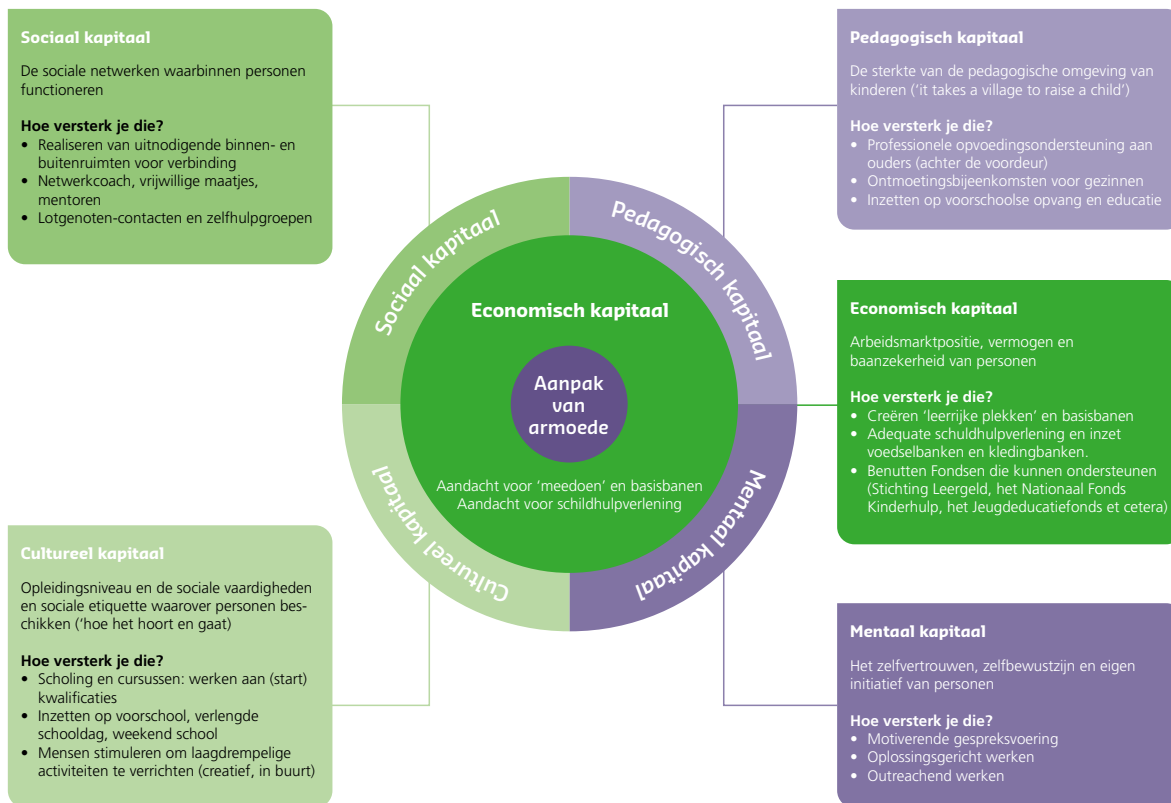 Sociaal kapitaal
De sociale netwerken waarbinnen personen
functioneren
Hoe versterk je die?
• Realiseren van uitnodigende binnen- en
buitenruimten voor verbinding
• Netwerkcoach, vrijwillige maatjes,
mentoren
• Lotgenoten-contacten en zelfhulpgroepen
Pedagogisch kapitaal
De sterkte van de pedagogische omgeving van
kinderen (‘it takes a village to raise a child’)
Hoe versterk je die?
• Professionele opvoedingsondersteuning aan
ouders (achter de voordeur)
• Ontmoetingsbijeenkomsten voor gezinnen
• Inzetten op voorschoolse opvang en educatie
Sociaal kapitaal
Pedagogisch kapitaal
Cultureel kapitaal
Mentaal kapitaal
Economisch kapitaal
Aanpak
van
armoede
Aandacht voor ‘meedoen’ en basisbanen
Aandacht voor schildhulpverlening
Economisch kapitaal
Arbeidsmarktpositie, vermogen en
baanzekerheid van personen
Hoe versterk je die?
• Creëren ‘leerrijke plekken’ en basisbanen
• Adequate schuldhulpverlening en inzet
voedselbanken en kledingbanken.
• Benutten Fondsen die kunnen ondersteunen
(Stichting Leergeld, het Nationaal Fonds
Kinderhulp, het Jeugdeducatiefonds et cetera)
Cultureel kapitaal
Opleidingsniveau en de sociale vaardigheden
en sociale etiquette waarover personen bes-
chikken (‘hoe het hoort en gaat)
Hoe versterk je die?
• Scholing en cursussen: werken aan (start)
kwalificaties
• Inzetten op voorschool, verlengde
schooldag, weekend school
• Mensen stimuleren om laagdrempelige
activiteiten te verrichten (creatief, in buurt)
Mentaal kapitaal
Het zelfvertrouwen, zelfbewustzijn en eigen
initiatief van personen
Hoe versterk je die?
• Motiverende gespreksvoering
• Oplossingsgericht werken
• Outreachend werken